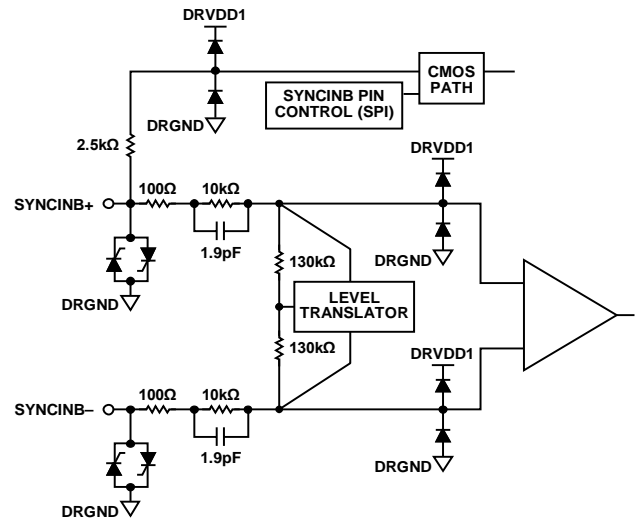 DRVDD1
CMOS
PATH
SYNCINB PIN
CONTROL (SPI)
DRGND
2.5kΩ
DRVDD1
100Ω
10kΩ
SYNCINB+
1.9pF
130kΩ
DRGND
DRGND
LEVEL
TRANSLATOR
130kΩ
DRVDD1
100Ω
10kΩ
SYNCINB–
1.9pF
DRGND
DRGND